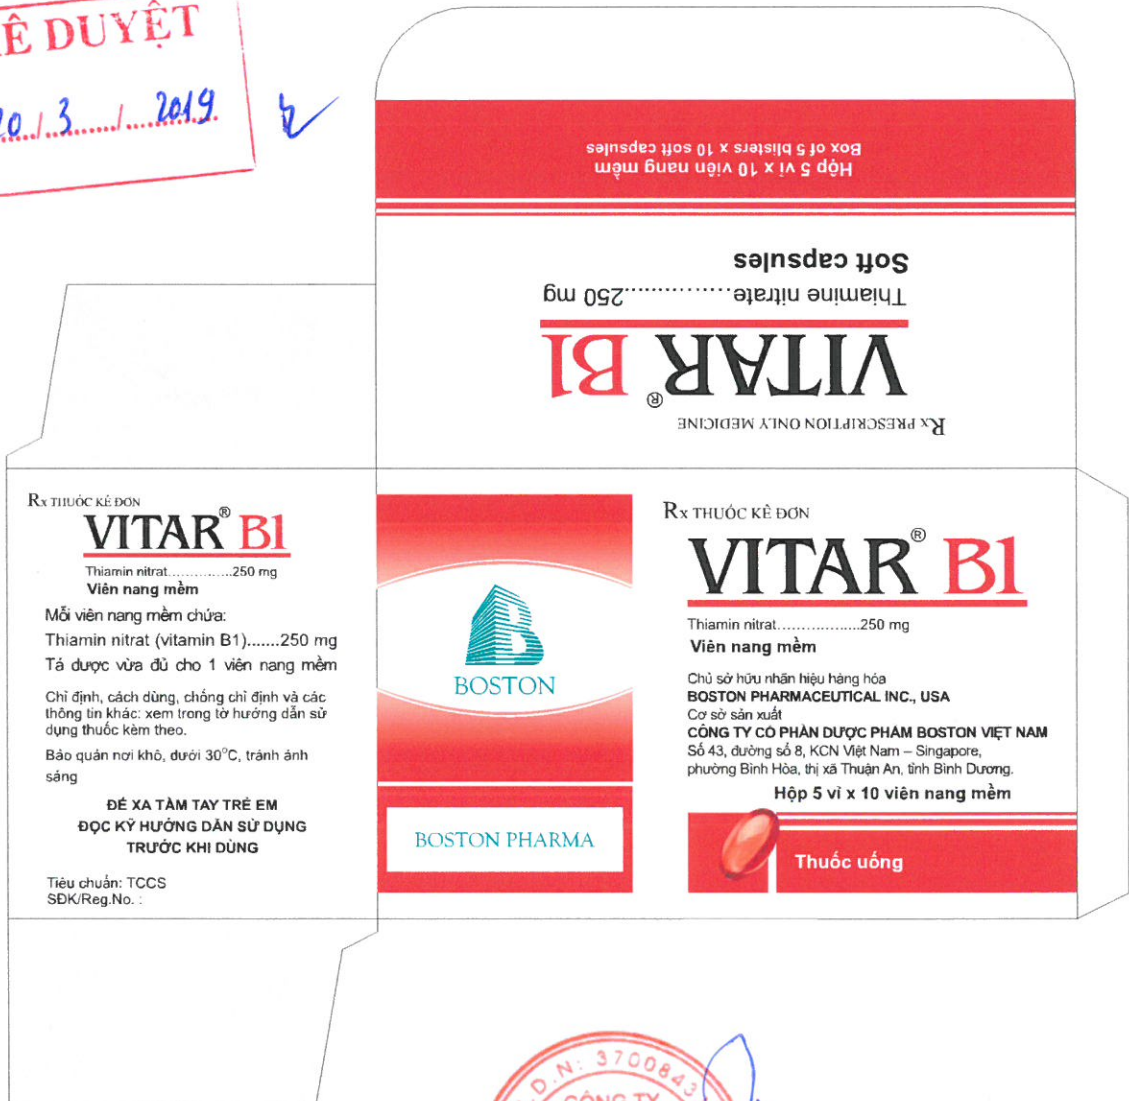 Ê DUYỆT
20/3/2019
Hộp 5 vỉ x 10 viên nang mềm
Box of 5 blisters x 10 soft capsules
Rx PRESCRIPTION ONLY MEDICINE
VITAR® B1
Thiamine nitrate...............250 mg
Soft capsules
Rx THUỐC KÊ ĐƠN
VITAR® B1
Thiamin nitrat...............250 mg
Viên nang mềm
Mỗi viên nang mềm chứa:
Thiamin nitrat (vitamin B1).......250 mg
Tá dược vừa đủ cho 1 viên nang mềm
Chỉ định, cách dùng, chống chỉ định và các
thông tin khác: xem trong tờ hướng dẫn sử
dụng thuốc kèm theo.
Bảo quản nơi khô, dưới 30°C, tránh ánh
sáng
ĐỂ XA TẦM TAY TRẺ EM
ĐỌC KỸ HƯỚNG DẪN SỬ DỤNG
TRƯỚC KHI DÙNG
Tiêu chuẩn: TCCS
SĐK/Reg.No. :
B
BOSTON
BOSTON PHARMA
Rx THUỐC KÊ ĐƠN
VITAR® B1
Thiamin nitrat..................250 mg
Viên nang mềm
Chủ sở hữu nhãn hiệu hàng hóa
BOSTON PHARMACEUTICAL INC., USA
Cơ sở sản xuất
CÔNG TY CỔ PHẦN DƯỢC PHẨM BOSTON VIỆT NAM
Số 43, đường số 8, KCN Việt Nam – Singapore,
phường Bình Hòa, thị xã Thuận An, tỉnh Bình Dương.
Hộp 5 vỉ x 10 viên nang mềm
Thuốc uống
.D.N: 3700843
CÔNG TY